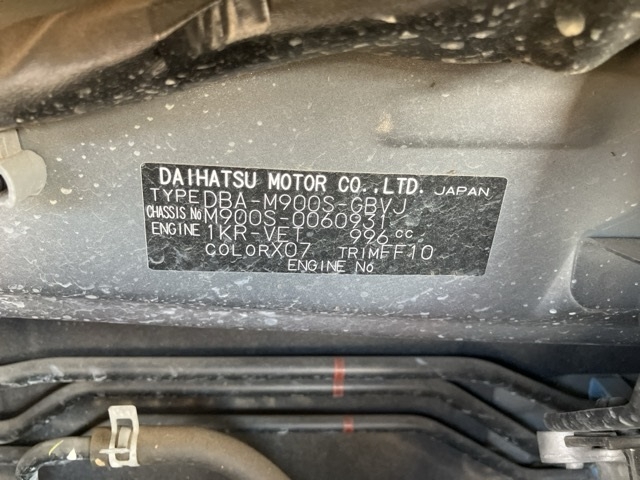 DAIHATSU MOTOR CO.,LTD. JAPAN
TYPE DBA-M900S-GBVJ
CHASSIS No M900S-0060931
ENGINE 1KR-VET 996 cc
COLOR X07 TRIM FF10
ENGINE No.